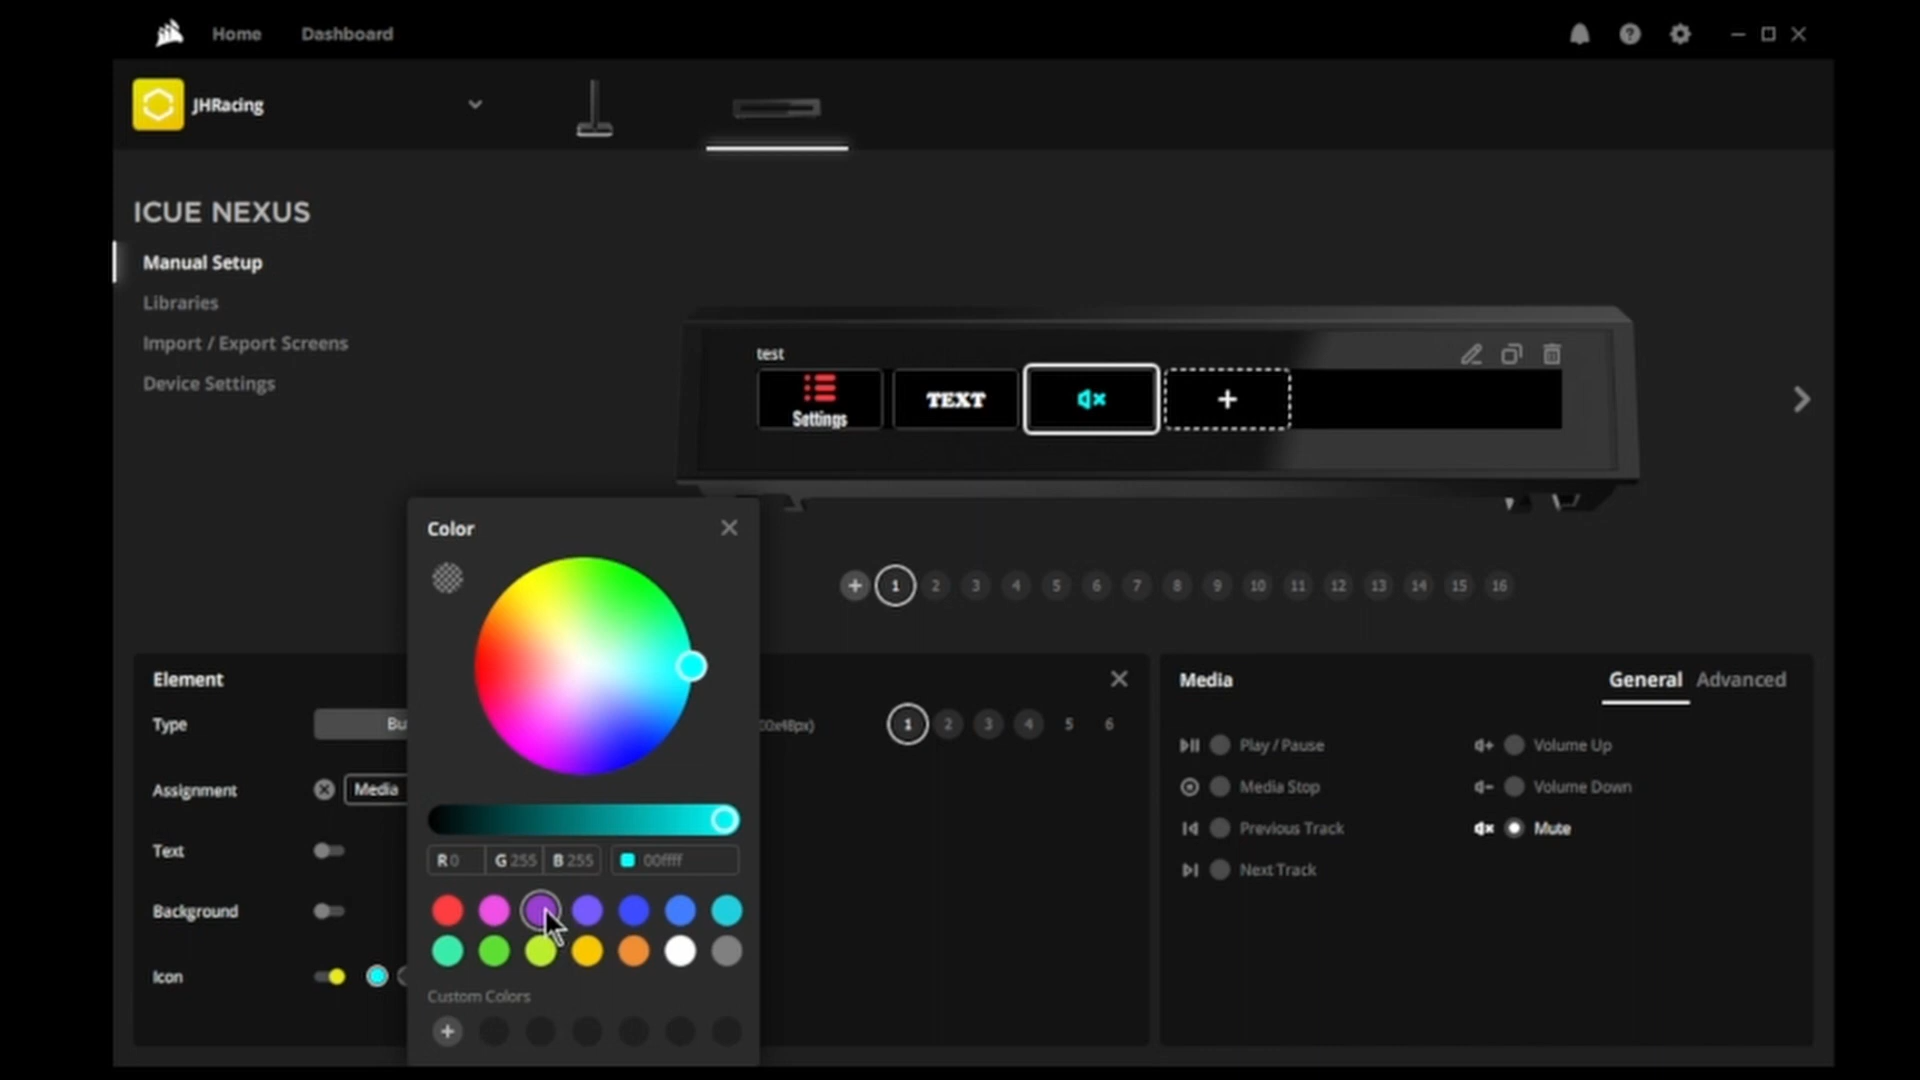 Home Dashboard
JHRacing
ICUE NEXUS
Manual Setup
Libraries
Import / Export Screens
Device Settings
test
Settings TEXT
1 2 3 4 5 6 7 8 9 10 11 12 13 14 15 16
Color
R 0 G 255 B 255 00ffff
Custom Colors
Element
Type
Assignment Media
Text
Background
Icon
1 2 3 4 5 6
Media General Advanced
Play / Pause Volume Up
Media Stop Volume Down
Previous Track Mute
Next Track